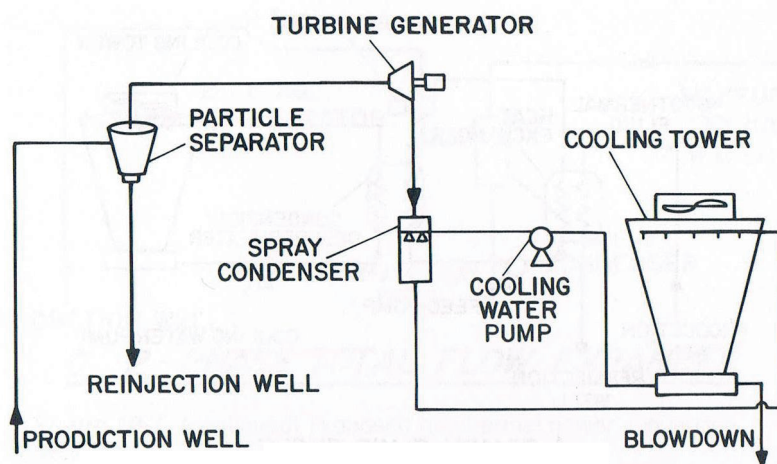 TURBINE GENERATOR
PARTICLE
SEPARATOR
COOLING TOWER
SPRAY
CONDENSER
COOLING
WATER
PUMP
REINJECTION WELL
PRODUCTION WELL
BLOWDOWN